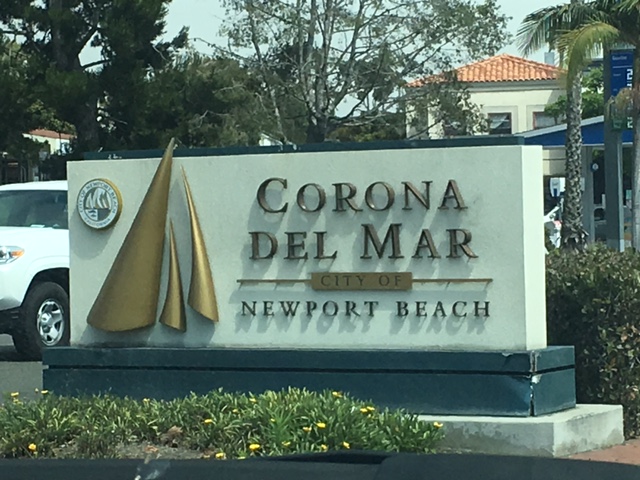 CORONA
DEL MAR
CITY OF
NEWPORT BEACH